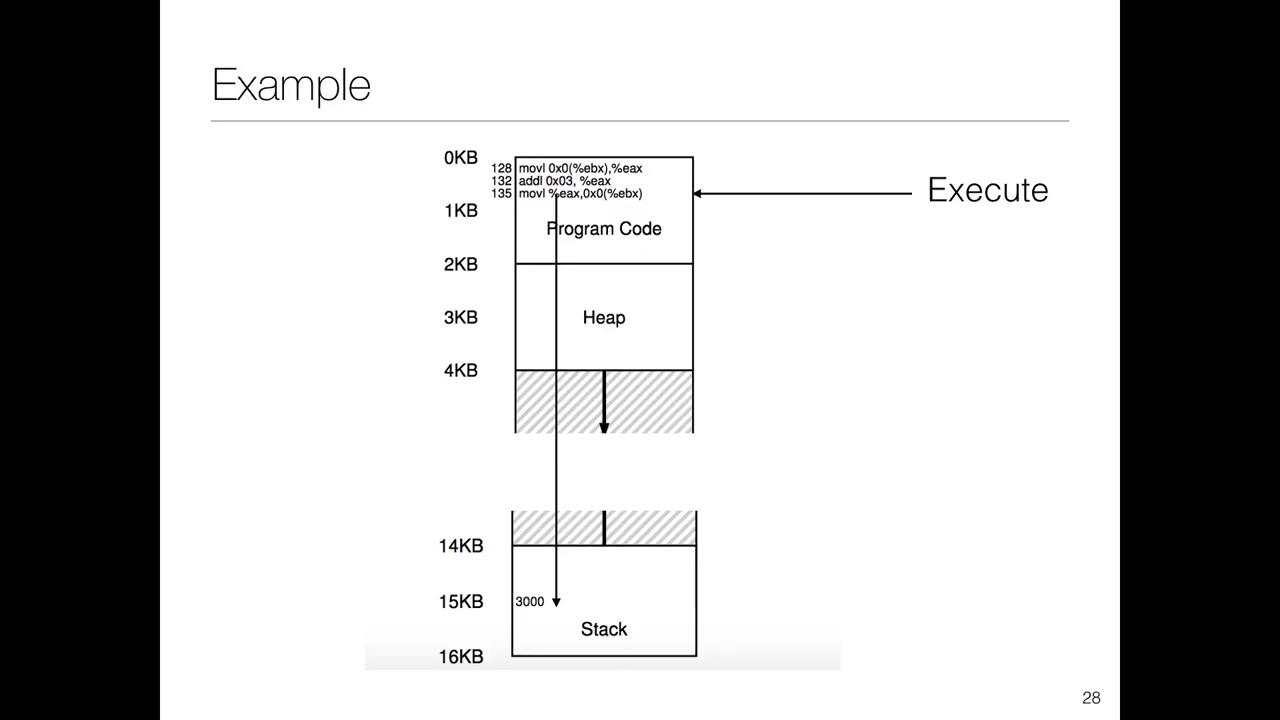 Example
0KB
128 movl 0x0(%ebx),%eax
132 addl 0x03, %eax
135 movl %eax,0x0(%ebx)
Execute
1KB
Program Code
2KB
3KB
Heap
4KB
14KB
15KB
3000
Stack
16KB
28